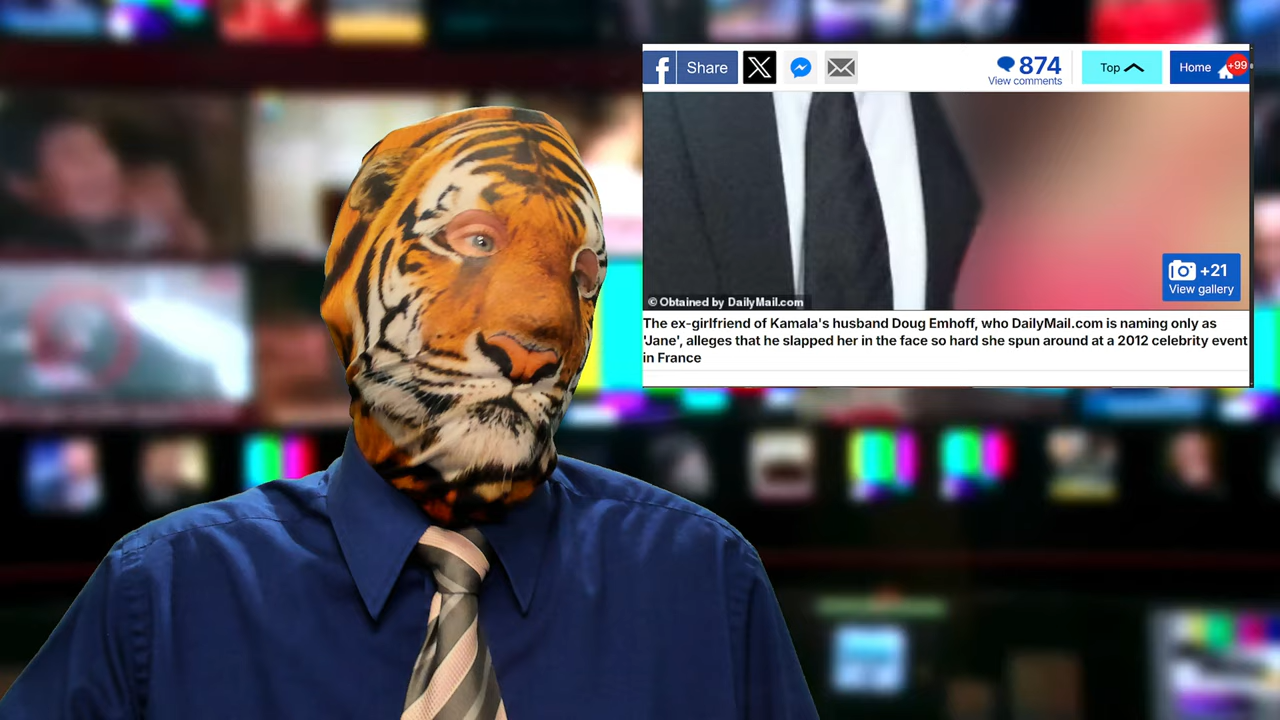 f Share
874
View comments
Top
Home
+99
+21
View gallery
© Obtained by DailyMail.com
The ex-girlfriend of Kamala's husband Doug Emhoff, who DailyMail.com is naming only as
'Jane', alleges that he slapped her in the face so hard she spun around at a 2012 celebrity event
in France